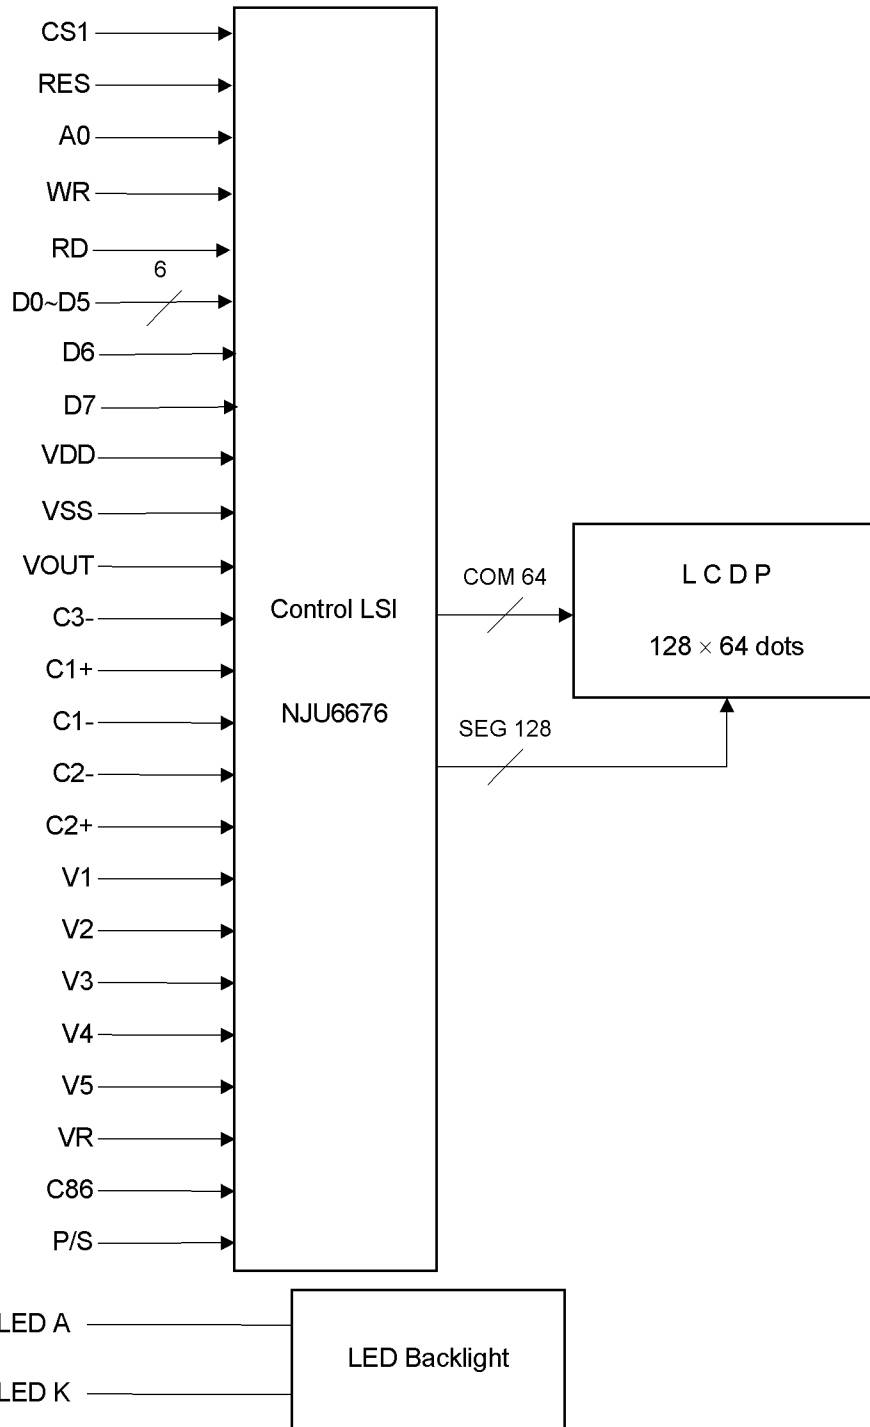 CS1
RES
A0
WR
RD
6
D0~D5
D6
D7
VDD
VSS
VOUT
C3-
C1+
C1-
C2-
C2+
V1
V2
V3
V4
V5
VR
C86
P/S
Control LSI
NJU6676
COM 64
SEG 128
L C D P
128 × 64 dots
LED A
LED K
LED Backlight